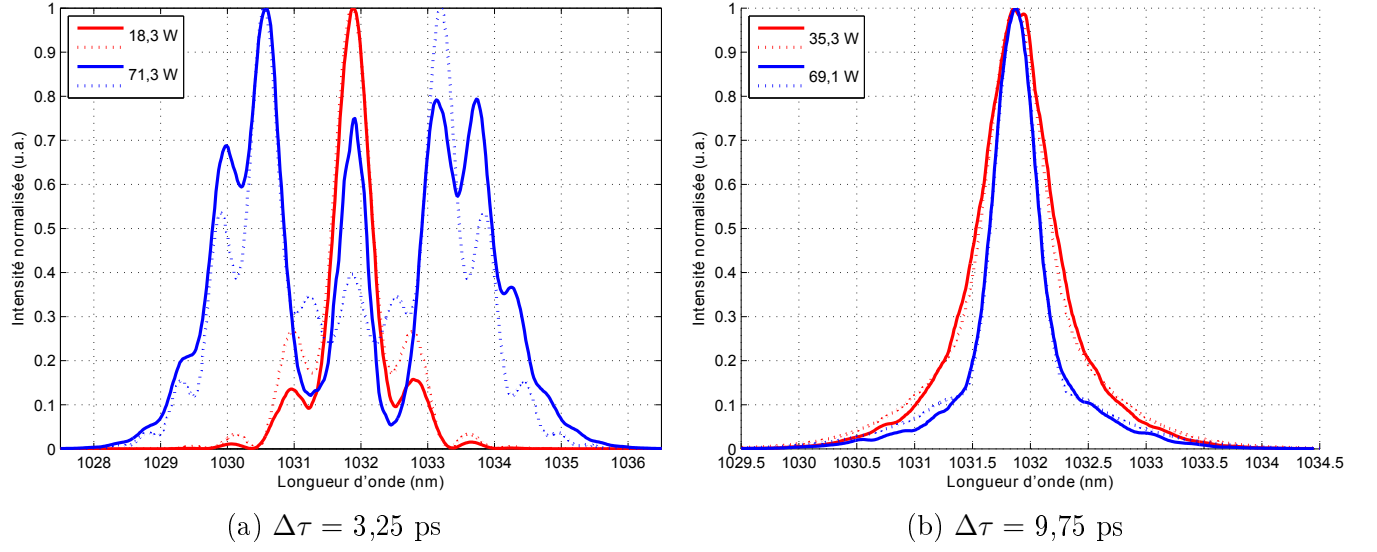 Intensité normalisée (u.a.)
1
0.9
0.8
0.7
0.6
0.5
0.4
0.3
0.2
0.1
0
18,3 W
71,3 W
1028 1029 1030 1031 1032 1033 1034 1035 1036
Longueur d'onde (nm)
(a) Δτ = 3,25 ps
Intensité normalisée (u.a.)
1
0.9
0.8
0.7
0.6
0.5
0.4
0.3
0.2
0.1
0
35,3 W
69,1 W
1029.5 1030 1030.5 1031 1031.5 1032 1032.5 1033 1033.5 1034 1034.5
Longueur d'onde (nm)
(b) Δτ = 9,75 ps